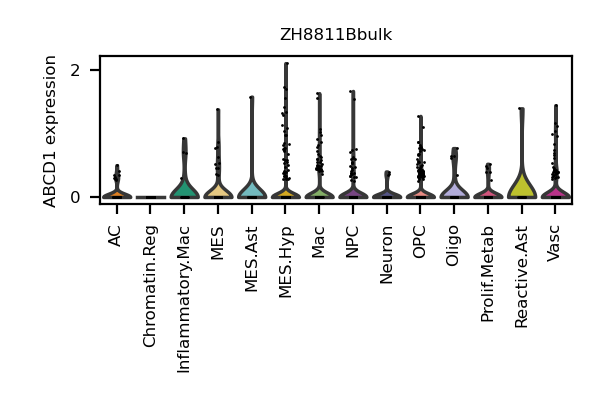 ZH8811Bbulk
ABCD1 expression
2
0
AC
Chromatin.Reg
Inflammatory.Mac
MES
MES.Ast
MES.Hyp
Mac
NPC
Neuron
OPC
Oligo
Prolif.Metab
Reactive.Ast
Vasc